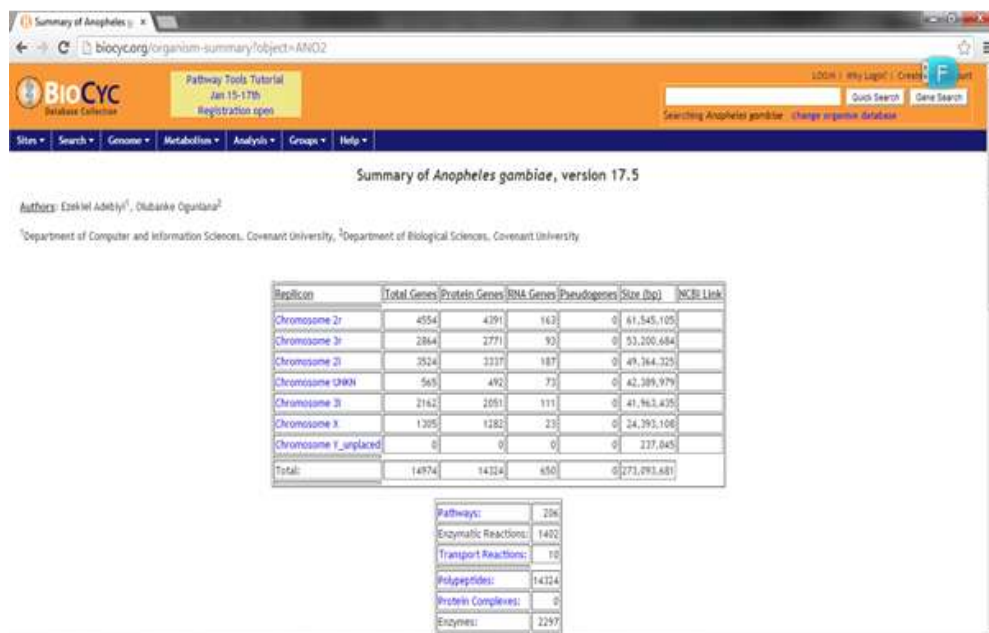 Summary of Anopheles g
biocyc.org/organism-summary?object=ANO2
BIOCYC
Database Collection
Pathway Tools Tutorial
Jan 15-17th
Registration open
LOGIN | Why Login? | Create
F
Quick Search Gene Search
Searching Anopheles gambiae change organism database
Sites Search Genome Metabolism Analysis Groups Help
Summary of Anopheles gambiae, version 17.5
Authors: Ezekiel Adebiyi1, Olubanke Ogunlana2
1Department of Computer and Information Sciences, Covenant University, 2Department of Biological Sciences, Covenant University
Replicon Total Genes Protein Genes RNA Genes Pseudogenes Size (bp) NCBI Link
Chromosome 2r 4554 4391 163 0 61,545,105
Chromosome 3r 2864 2771 93 0 53,200,684
Chromosome 2l 3524 3337 187 0 49,364,325
Chromosome UNKN 565 492 73 0 42,389,979
Chromosome 3l 2162 2051 111 0 41,963,435
Chromosome X 1305 1282 23 0 24,393,108
Chromosome Y_unplaced 0 0 0 0 237,045
Total: 14974 14324 650 0 273,093,681
Pathways: 206
Enzymatic Reactions: 1402
Transport Reactions: 10
Polypeptides: 14324
Protein Complexes: 0
Enzymes: 2297